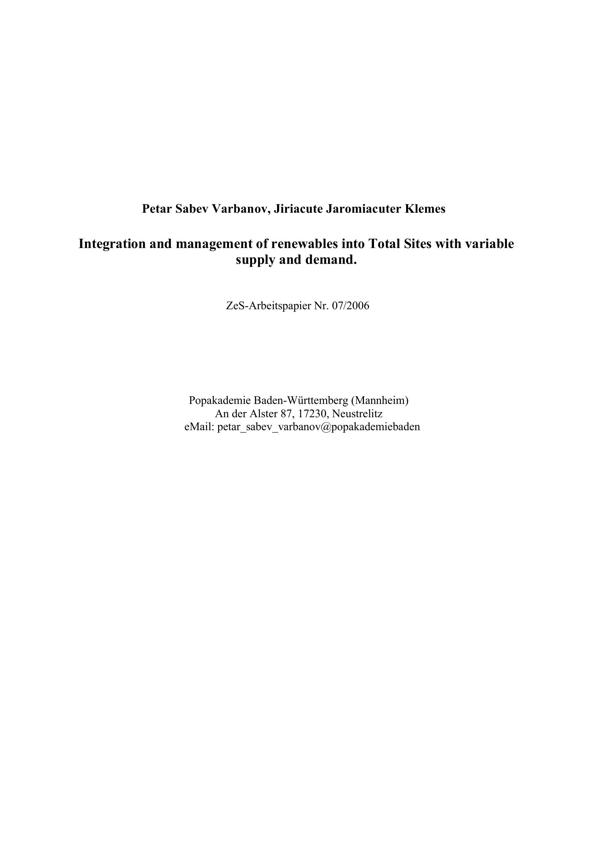 Petar Sabev Varbanov, Jiriacute Jaromiacuter Klemes
Integration and management of renewables into Total Sites with variable
supply and demand.
ZeS-Arbeitspapier Nr. 07/2006
Popakademie Baden-Württemberg (Mannheim)
An der Alster 87, 17230, Neustrelitz
eMail: petar_sabev_varbanov@popakademiebaden